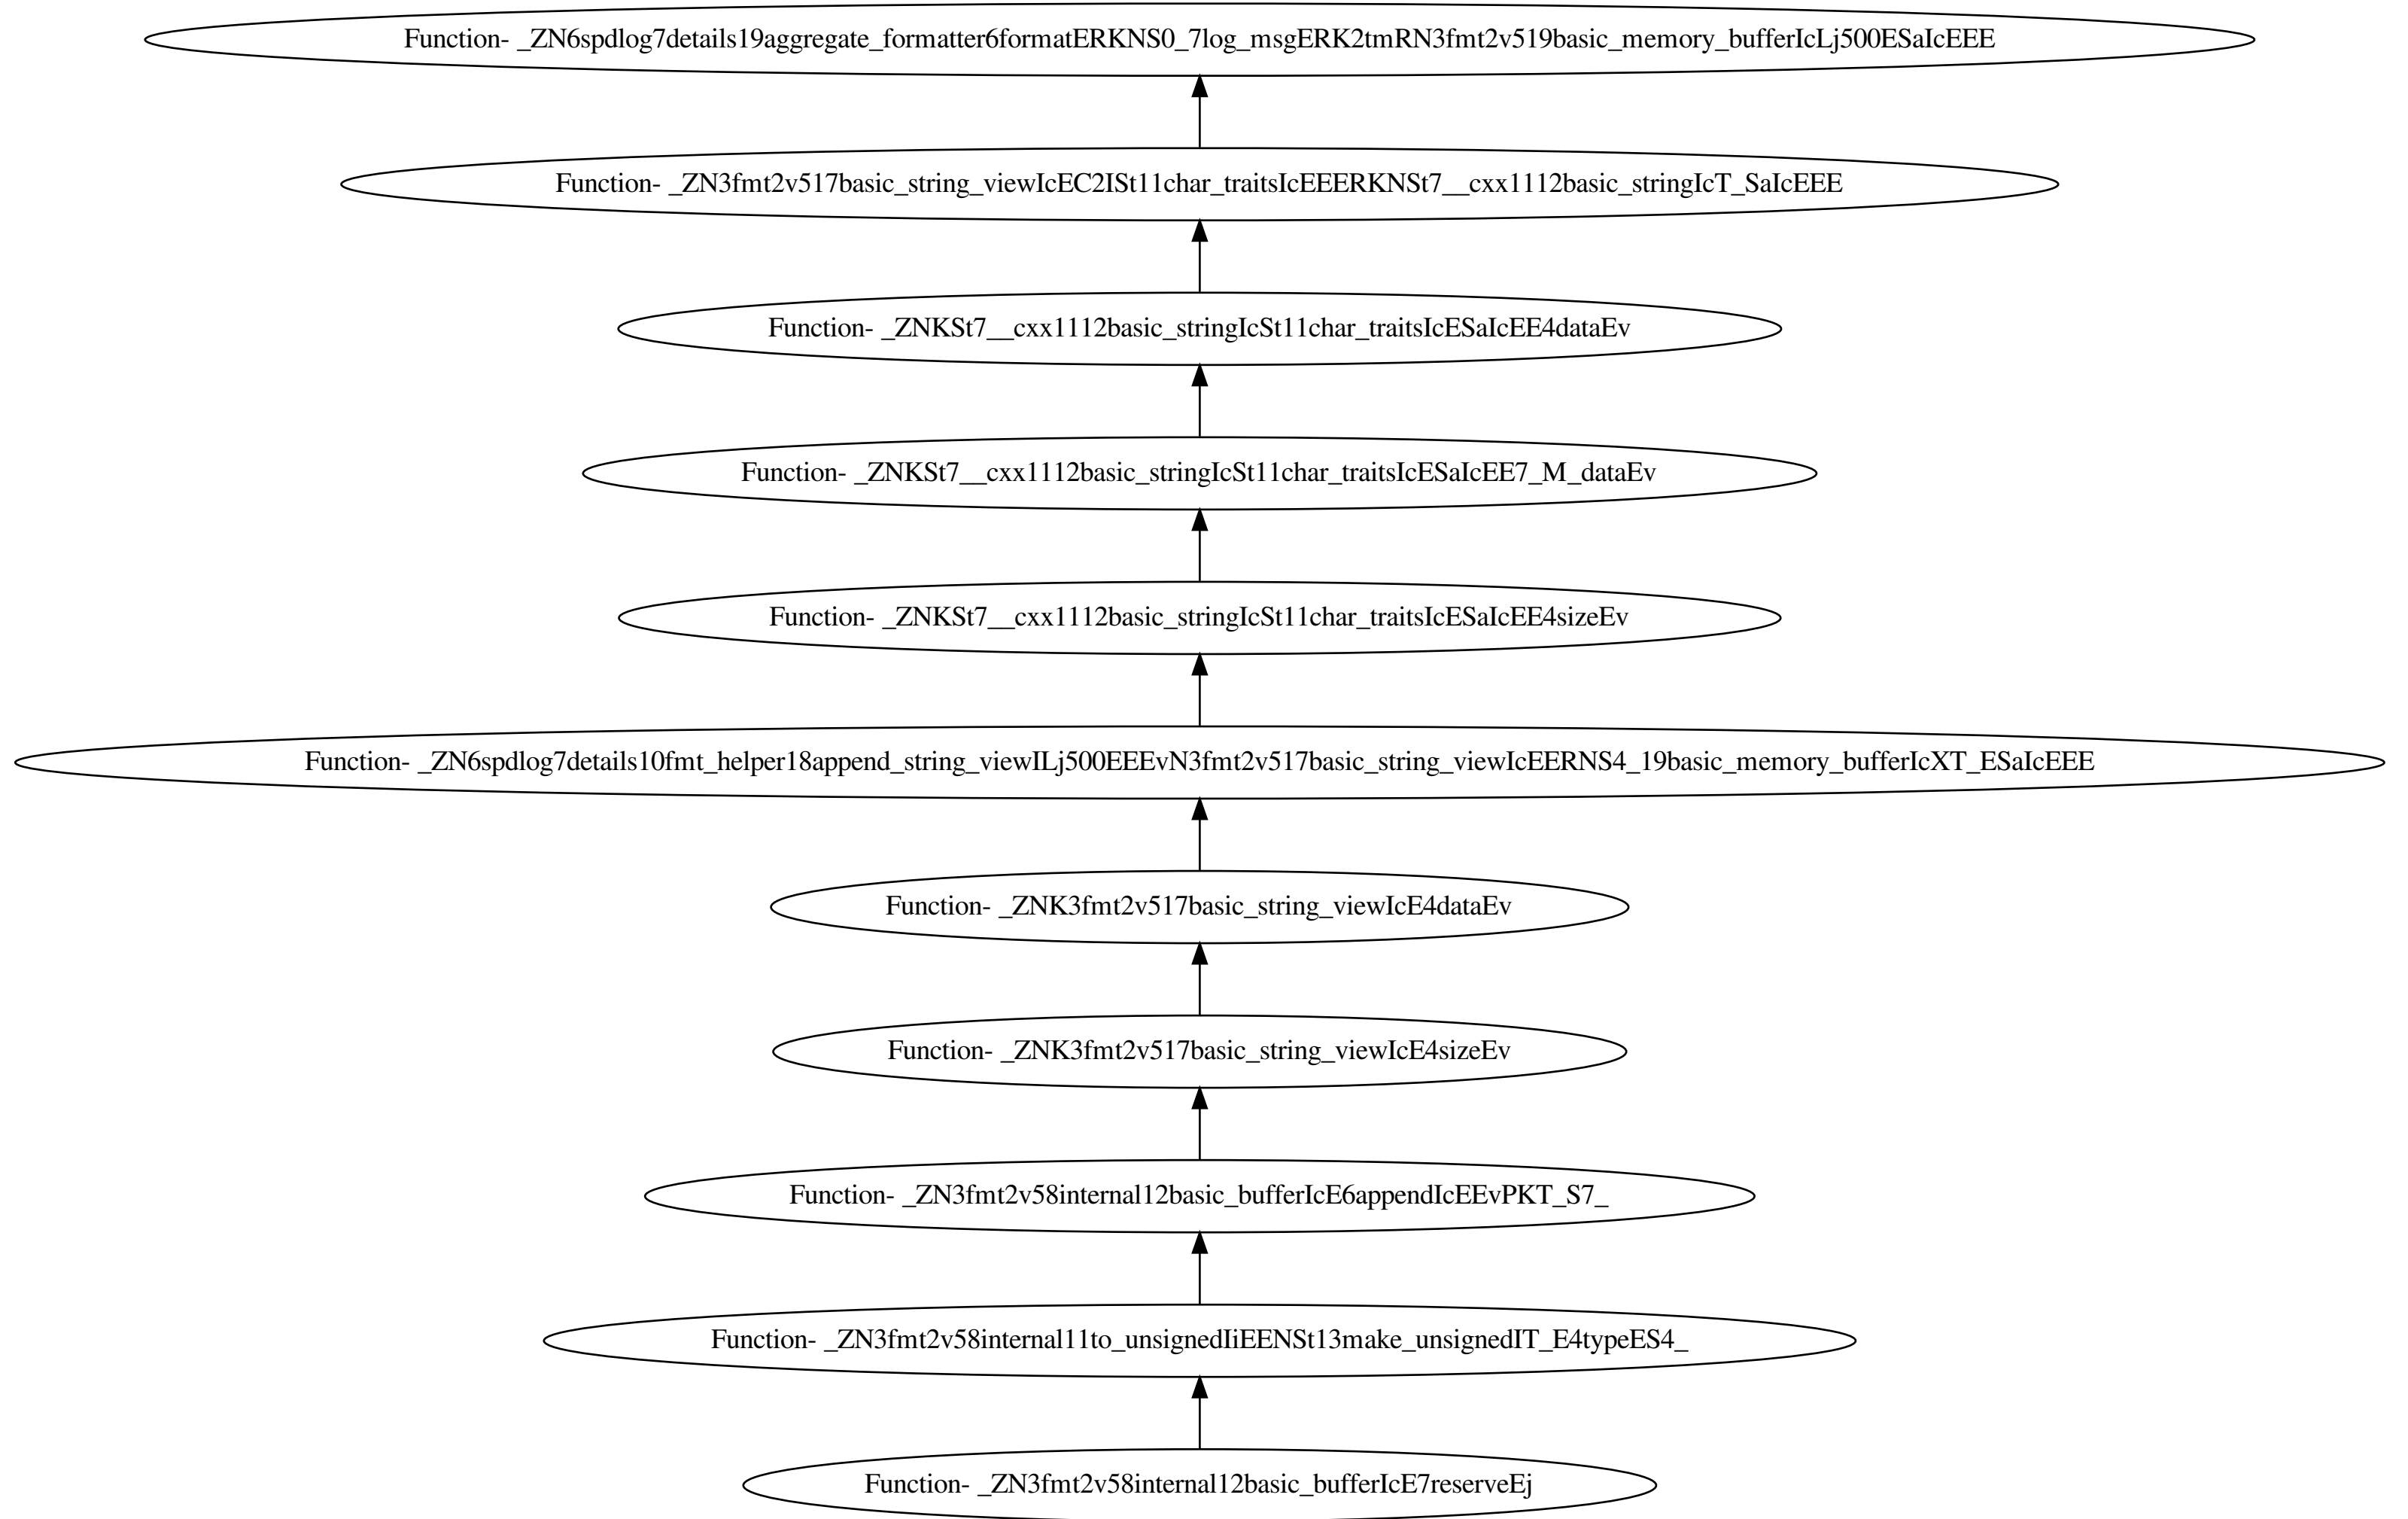 Function- _ZN6spdlog7details19aggregate_formatter6formatERKNS0_7log_msgERK2tmRN3fmt2v519basic_memory_bufferIcLj500ESaIcEEE
Function- _ZN3fmt2v517basic_string_viewIcEC2ISt11char_traitsIcEEERKNSt7__cxx1112basic_stringIcT_SaIcEEE
Function- _ZNKSt7__cxx1112basic_stringIcSt11char_traitsIcESaIcEE4dataEv
Function- _ZNKSt7__cxx1112basic_stringIcSt11char_traitsIcESaIcEE7_M_dataEv
Function- _ZNKSt7__cxx1112basic_stringIcSt11char_traitsIcESaIcEE4sizeEv
Function- _ZN6spdlog7details10fmt_helper18append_string_viewILj500EEEvN3fmt2v517basic_string_viewIcEERNS4_19basic_memory_bufferIcXT_ESaIcEEE
Function- _ZNK3fmt2v517basic_string_viewIcE4dataEv
Function- _ZNK3fmt2v517basic_string_viewIcE4sizeEv
Function- _ZN3fmt2v58internal12basic_bufferIcE6appendIcEEvPKT_S7_
Function- _ZN3fmt2v58internal11to_unsignedIiEENSt13make_unsignedIT_E4typeES4_
Function- _ZN3fmt2v58internal12basic_bufferIcE7reserveEj